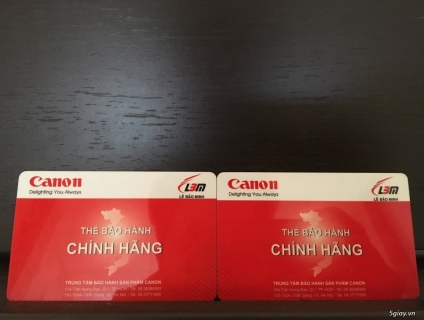 Canon
Delighting You Always
LBM
LÊ BẢO MINH
THẺ BẢO HÀNH
CHÍNH HÃNG
TRUNG TÂM BẢO HÀNH SẢN PHẨM CANON
Canon
Delighting You Always
LBM
LÊ BẢO MINH
THẺ BẢO HÀNH
CHÍNH HÃNG
TRUNG TÂM BẢO HÀNH SẢN PHẨM CANON
5giay.vn